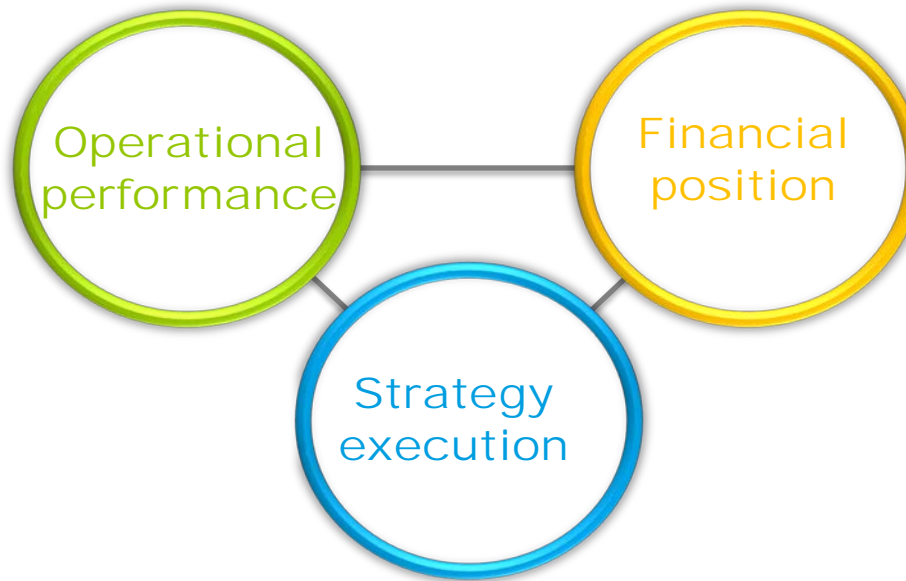 Operational
performance
Financial
position
Strategy
execution